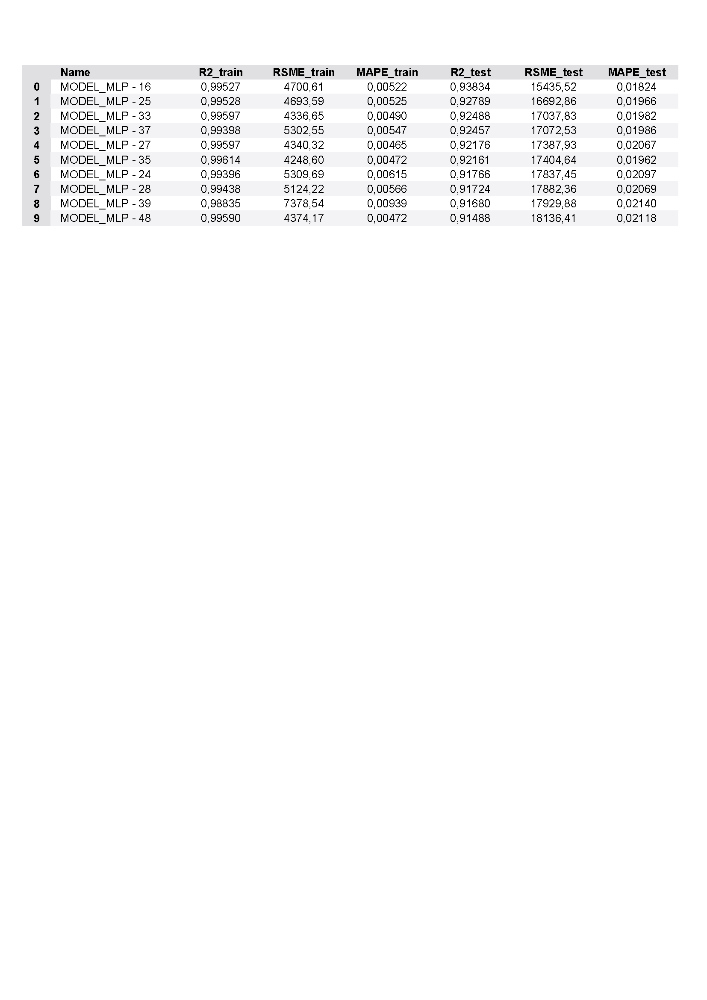 Name R2_train RSME_train MAPE_train R2_test RSME_test MAPE_test
0 MODEL_MLP - 16 0,99527 4700,61 0,00522 0,93834 15435,52 0,01824
1 MODEL_MLP - 25 0,99528 4693,59 0,00525 0,92789 16692,86 0,01966
2 MODEL_MLP - 33 0,99597 4336,65 0,00490 0,92488 17037,83 0,01982
3 MODEL_MLP - 37 0,99398 5302,55 0,00547 0,92457 17072,53 0,01986
4 MODEL_MLP - 27 0,99597 4340,32 0,00465 0,92176 17387,93 0,02067
5 MODEL_MLP - 35 0,99614 4248,60 0,00472 0,92161 17404,64 0,01962
6 MODEL_MLP - 24 0,99396 5309,69 0,00615 0,91766 17837,45 0,02097
7 MODEL_MLP - 28 0,99438 5124,22 0,00566 0,91724 17882,36 0,02069
8 MODEL_MLP - 39 0,98835 7378,54 0,00939 0,91680 17929,88 0,02140
9 MODEL_MLP - 48 0,99590 4374,17 0,00472 0,91488 18136,41 0,02118